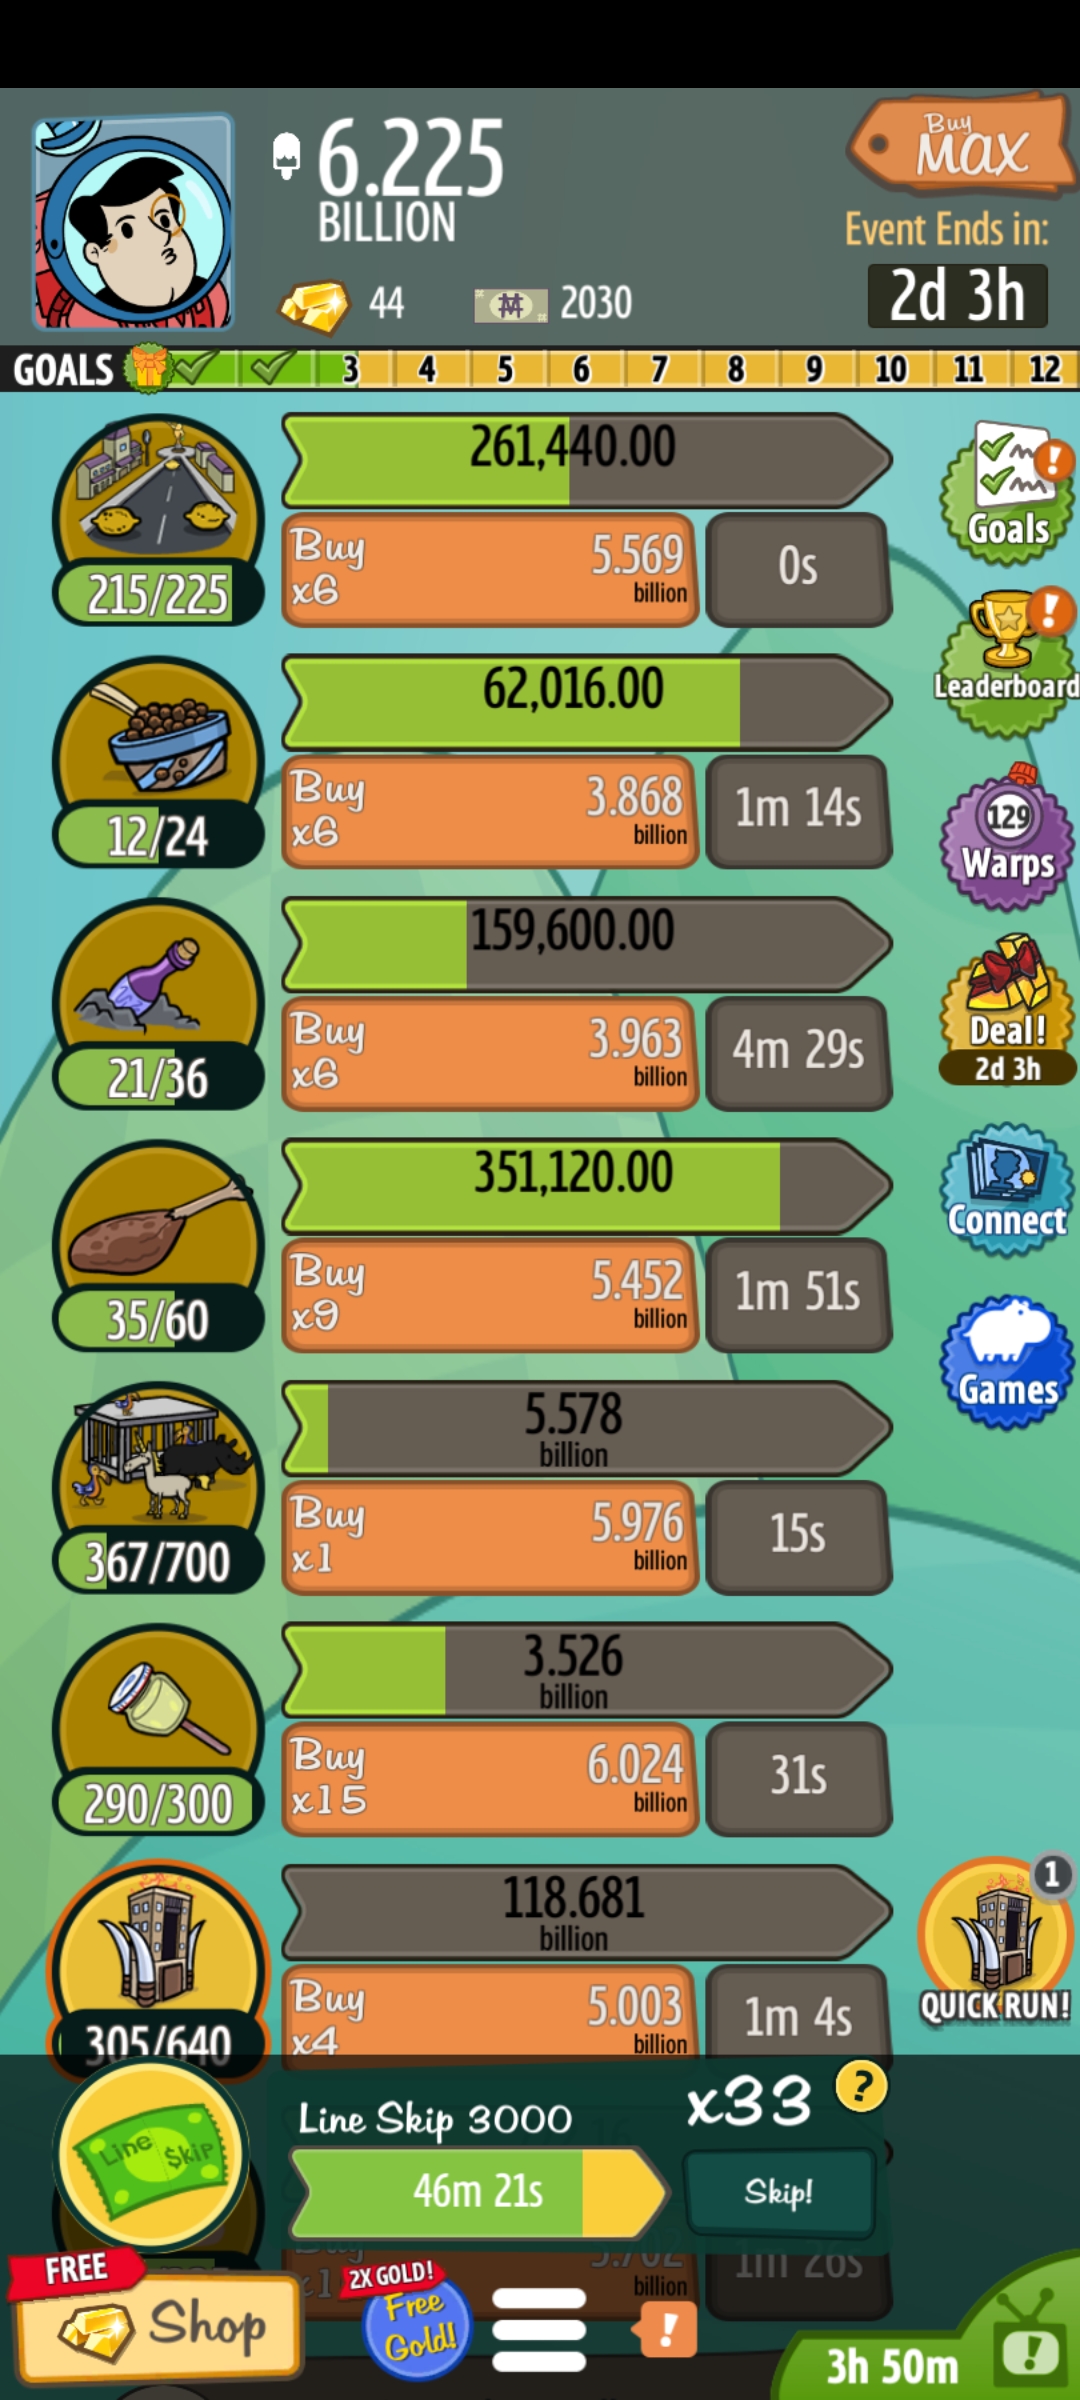 6.225
BILLION
Buy
MAX
Event Ends in:
2d 3h
44
2030
GOALS 3 4 5 6 7 8 9 10 11 12
261,440.00
Buy
x6
5.569
billion
0s
215/225
Goals
62,016.00
Buy
x6
3.868
billion
1m 14s
12/24
Leaderboard
159,600.00
Buy
x6
3.963
billion
4m 29s
21/36
129
Warps
Deal!
2d 3h
351,120.00
Buy
x9
5.452
billion
1m 51s
35/60
Connect
5.578
billion
Buy
x1
5.976
billion
15s
367/700
Games
3.526
billion
Buy
x15
6.024
billion
31s
290/300
118.681
billion
Buy
x4
5.003
billion
1m 4s
305/640
1
QUICK RUN!
Line Skip
Line Skip 3000
x33
?
46m 21s
Skip!
Buy
x1
5.702
billion
1m 26s
FREE
Shop
2X GOLD!
Free
Gold!
!
3h 50m